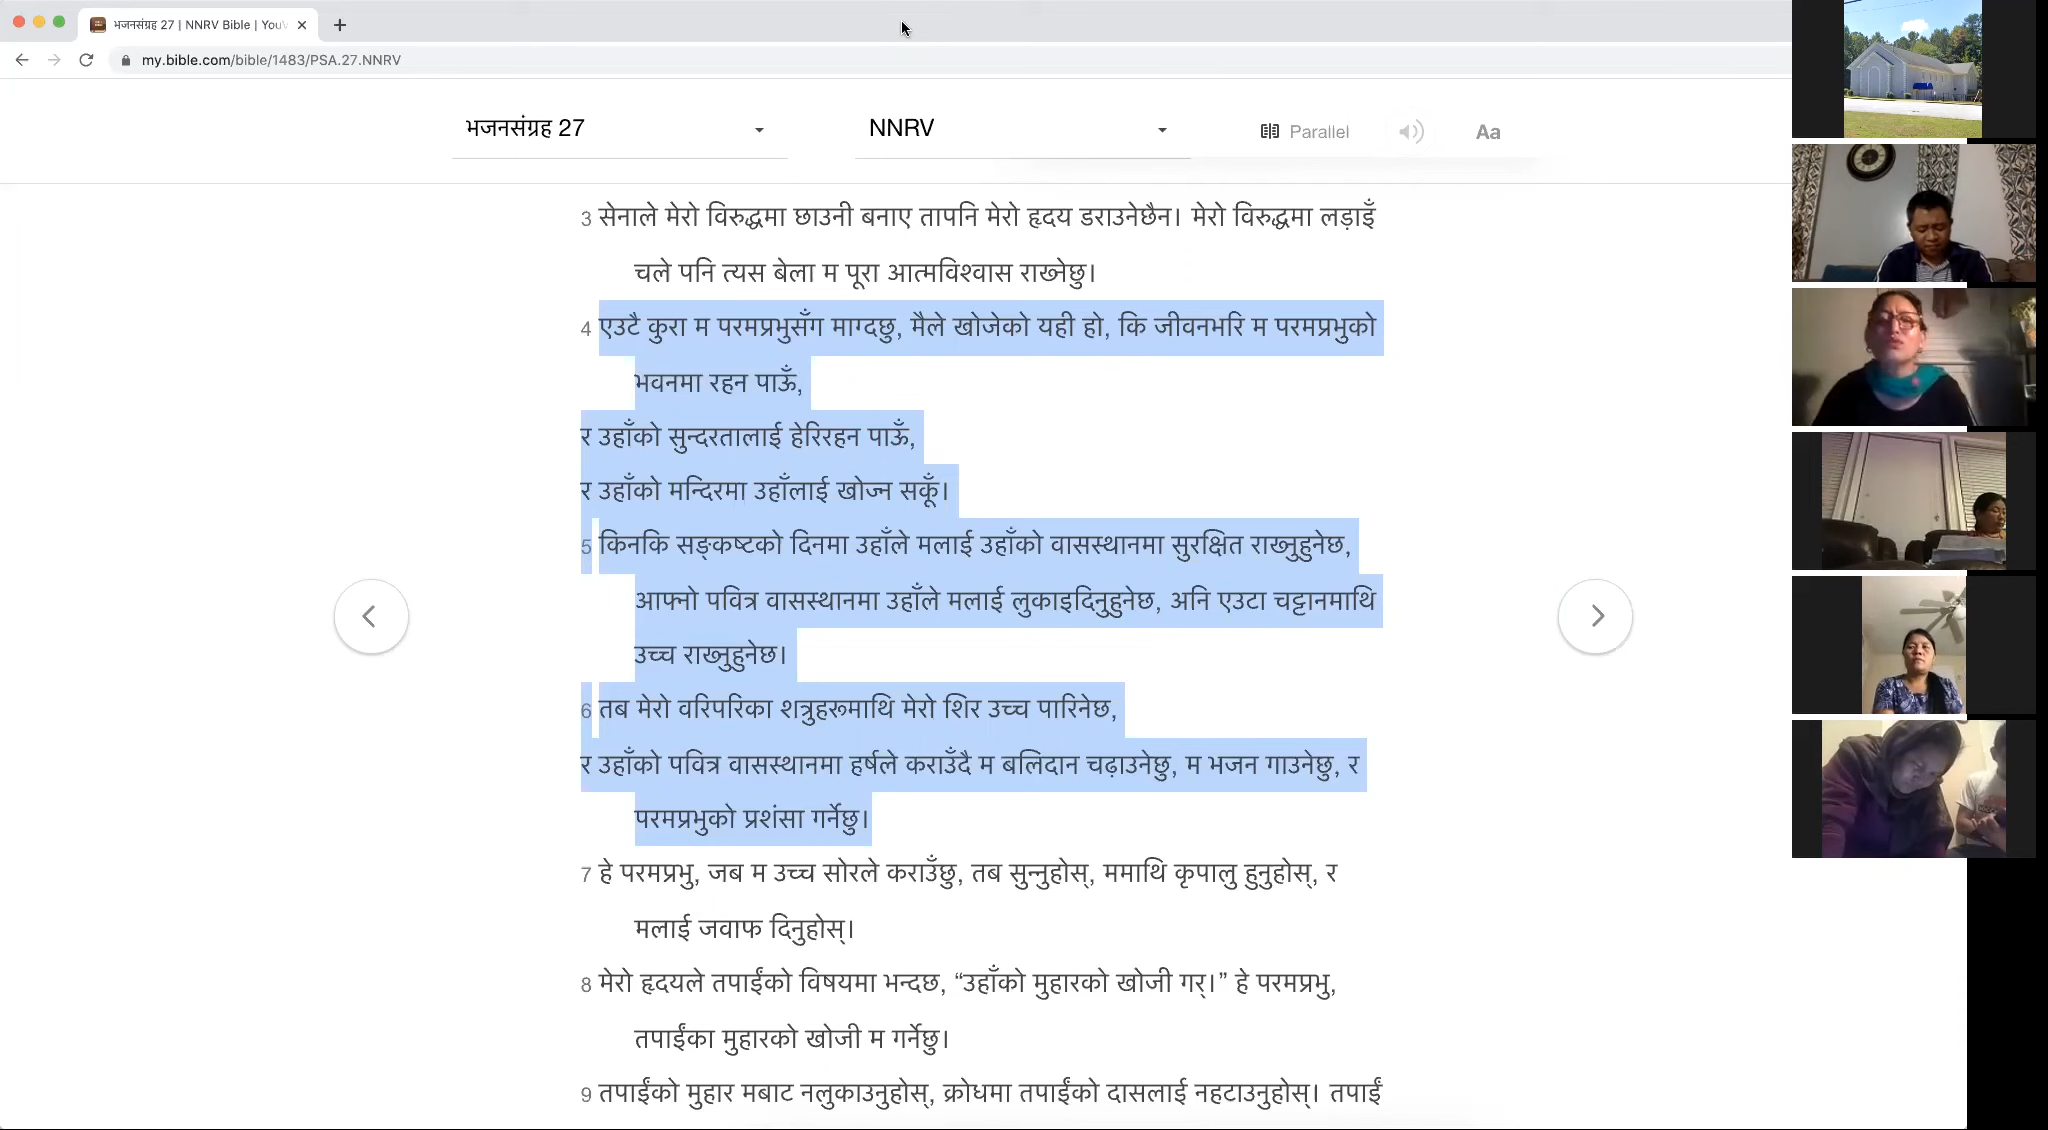 भजनसंग्रह 27 | NNRV Bible | You
my.bible.com/bible/1483/PSA.27.NNRV
भजनसंग्रह 27
NNRV
Parallel
Aa
3 सेनाले मेरो विरुद्धमा छाउनी बनाए तापनि मेरो हृदय डराउनेछैन। मेरो विरुद्धमा लड़ाइँ
चले पनि त्यस बेला म पूरा आत्मविश्वास राख्नेछु।
4 एउटै कुरा म परमप्रभुसँग माग्दछु, मैले खोजेको यही हो, कि जीवनभरि म परमप्रभुको
भवनमा रहन पाऊँ,
र उहाँको सुन्दरतालाई हेरिरहन पाऊँ,
र उहाँको मन्दिरमा उहाँलाई खोज्न सकूँ।
5 किनकि सङ्कष्टको दिनमा उहाँले मलाई उहाँको वासस्थानमा सुरक्षित राख्नुहुनेछ,
आफ्नो पवित्र वासस्थानमा उहाँले मलाई लुकाइदिनुहुनेछ, अनि एउटा चट्टानमाथि
उच्च राख्नुहुनेछ।
6 तब मेरो वरिपरिका शत्रुहरूमाथि मेरो शिर उच्च पारिनेछ,
र उहाँको पवित्र वासस्थानमा हर्षले कराउँदै म बलिदान चढ़ाउनेछु, म भजन गाउनेछु, र
परमप्रभुको प्रशंसा गर्नेछु।
7 हे परमप्रभु, जब म उच्च सोरले कराउँछु, तब सुन्नुहोस्, ममाथि कृपालु हुनुहोस्, र
मलाई जवाफ दिनुहोस्।
8 मेरो हृदयले तपाईंको विषयमा भन्दछ, “उहाँको मुहारको खोजी गर्।” हे परमप्रभु,
तपाईंका मुहारको खोजी म गर्नेछु।
9 तपाईंको मुहार मबाट नलुकाउनुहोस्, क्रोधमा तपाईंको दासलाई नहटाउनुहोस्। तपाईं